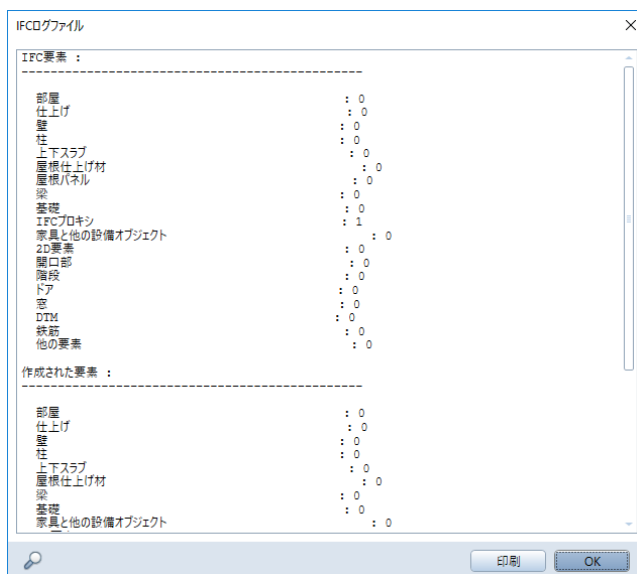 IFCログファイル
IFC要素 :
------------------------------------------------
部屋 : 0
仕上げ : 0
壁 : 0
柱 : 0
上下スラブ : 0
屋根仕上げ材 : 0
屋根パネル : 0
梁 : 0
基礎 : 0
IFCプロキシ : 1
家具と他の設備オブジェクト : 0
2D要素 : 0
開口部 : 0
階段 : 0
ドア : 0
窓 : 0
DTM : 0
鉄筋 : 0
他の要素 : 0
作成された要素 :
------------------------------------------------
部屋 : 0
仕上げ : 0
壁 : 0
柱 : 0
上下スラブ : 0
屋根仕上げ材 : 0
梁 : 0
基礎 : 0
家具と他の設備オブジェクト : 0
印刷
OK